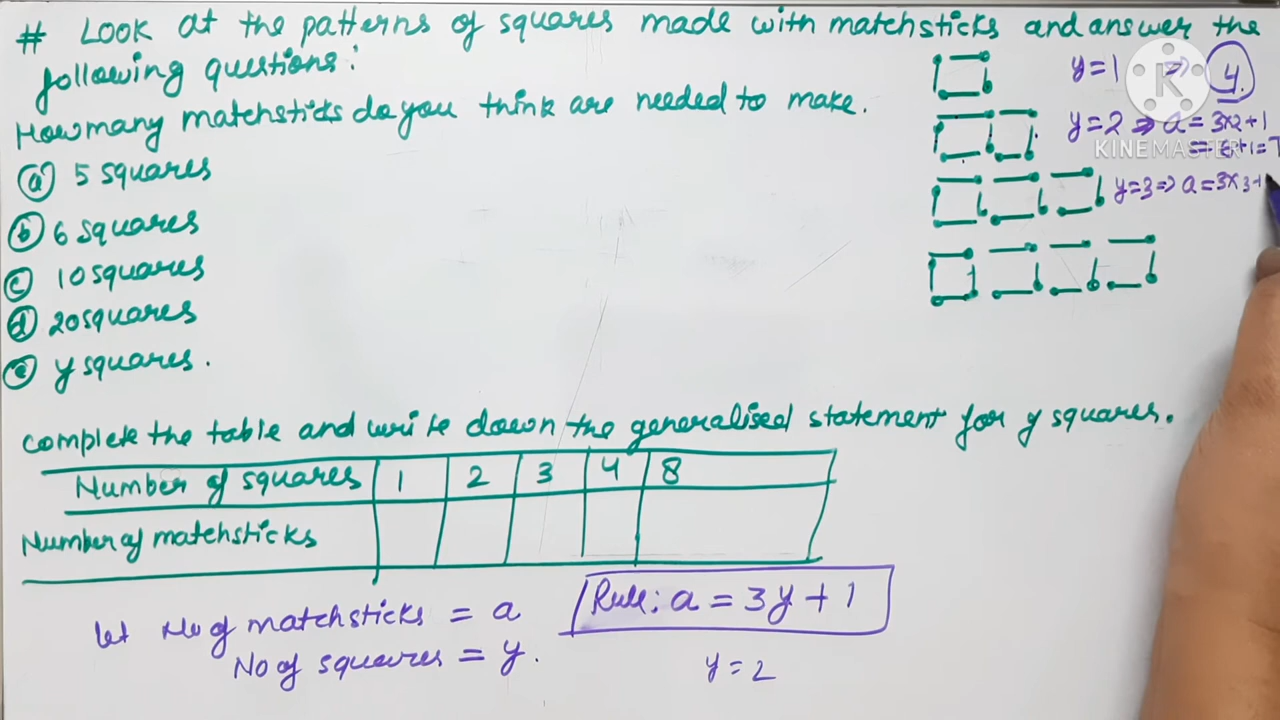 # Look at the patterns of squares made with matchsticks and answer the
following questions:
How many matchsticks do you think are needed to make.
(a) 5 squares
(b) 6 squares
(c) 10 squares
(d) 20 squares
(e) y squares.
y=1 ⇒ 4.
y=2 ⇒ a = 3×2+1
= 6+1=7
y=3 ⇒ a=3×3+1
KINEMASTER
complete the table and write down the generalised statement for y squares.
Number of squares 1 2 3 4 8
Number of matchsticks
let No of matchsticks = a
No of squares = y.
Rule: a = 3y + 1
y = 2